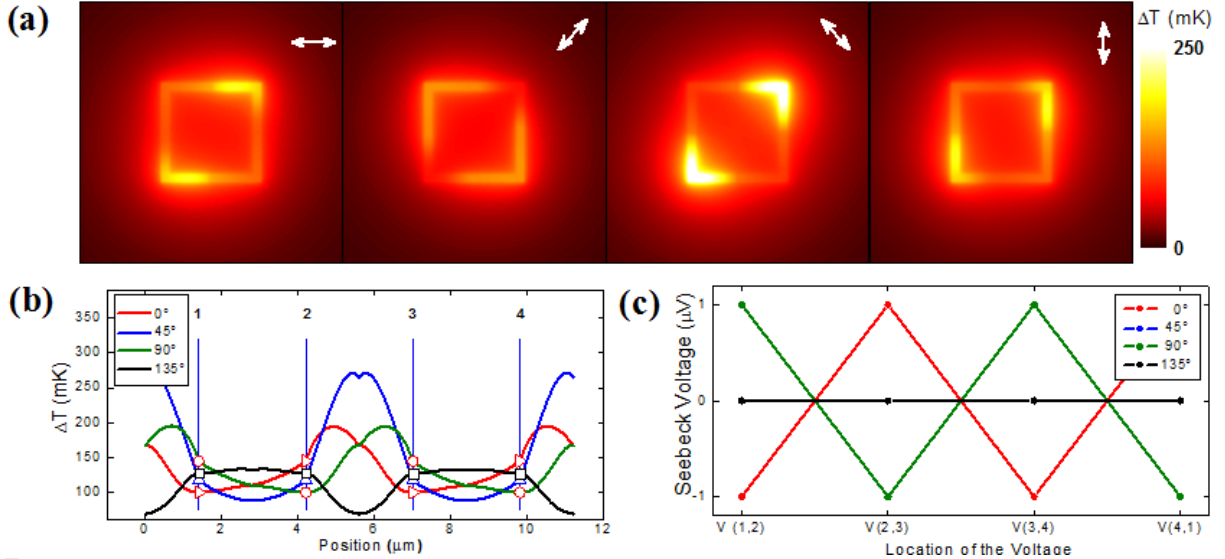 (a)
ΔT (mK)
250
0
(b)
0°
45°
90°
135°
1 2 3 4
350
300
250
200
150
100
ΔT (mK)
0 2 4 6 8 10 12
Position (μm)
(c)
0°
45°
90°
135°
1
0
-1
Seebeck Voltage (μV)
V (1,2) V(2,3) V(3,4) V(4,1)
Location of the Voltage